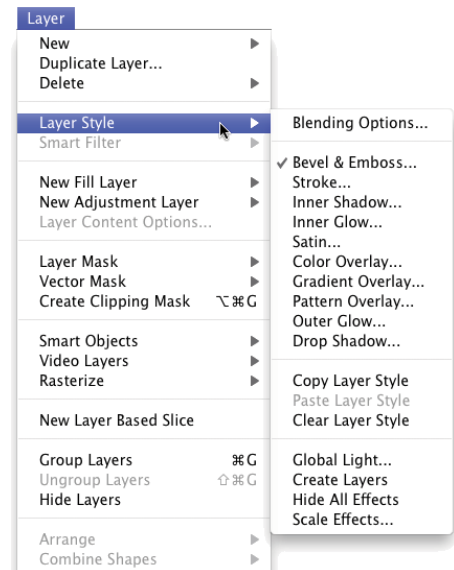 Layer
New
Duplicate Layer...
Delete
Layer Style
Smart Filter
New Fill Layer
New Adjustment Layer
Layer Content Options...
Layer Mask
Vector Mask
Create Clipping Mask ⌥⌘G
Smart Objects
Video Layers
Rasterize
New Layer Based Slice
Group Layers ⌘G
Ungroup Layers ⇧⌘G
Hide Layers
Arrange
Combine Shapes
Blending Options...
✓ Bevel & Emboss...
Stroke...
Inner Shadow...
Inner Glow...
Satin...
Color Overlay...
Gradient Overlay...
Pattern Overlay...
Outer Glow...
Drop Shadow...
Copy Layer Style
Paste Layer Style
Clear Layer Style
Global Light...
Create Layers
Hide All Effects
Scale Effects...